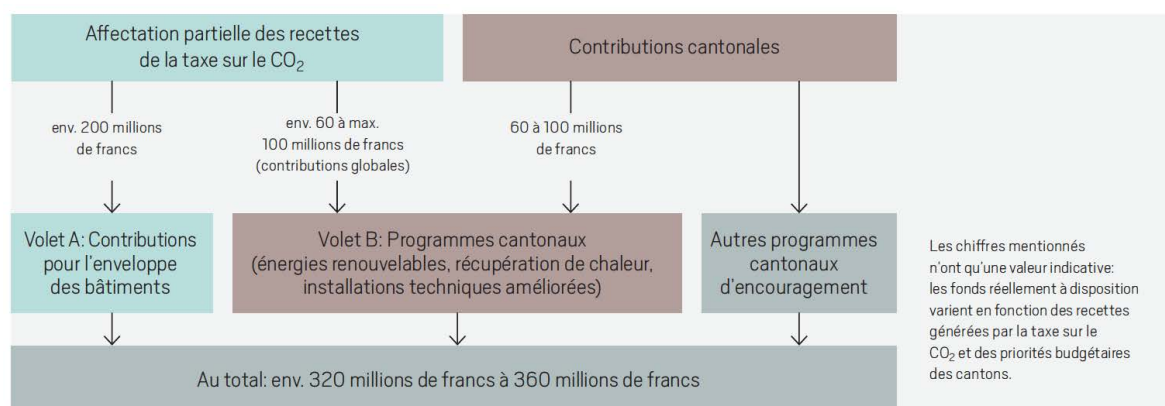 Affectation partielle des recettes
de la taxe sur le CO₂
Contributions cantonales
env. 200 millions
de francs
env. 60 à max.
100 millions de francs
(contributions globales)
60 à 100 millions
de francs
Volet A: Contributions
pour l'enveloppe
des bâtiments
Volet B: Programmes cantonaux
(énergies renouvelables, récupération de chaleur,
installations techniques améliorées)
Autres programmes
cantonaux
d'encouragement
Les chiffres mentionnés
n'ont qu'une valeur indicative:
les fonds réellement à disposition
varient en fonction des recettes
générées par la taxe sur le
CO₂ et des priorités budgétaires
des cantons.
Au total: env. 320 millions de francs à 360 millions de francs